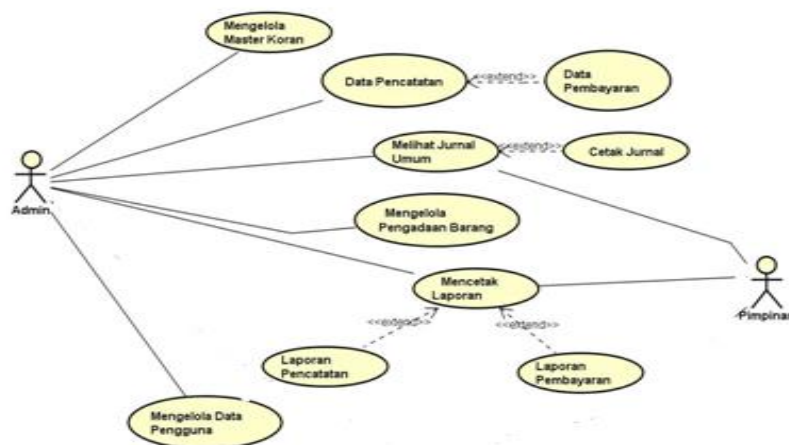 Mengelola
Master Koran
Data Pencatatan
<<extend>>
Data
Pembayaran
Melihat Jurnal
Umum
<<extend>>
Cetak Jurnal
Admin
Mengelola
Pengadaan Barang
Mencetak
Laporan
Pimpinan
<<extend>>
<<extend>>
Laporan
Pencatatan
Laporan
Pembayaran
Mengelola Data
Pengguna